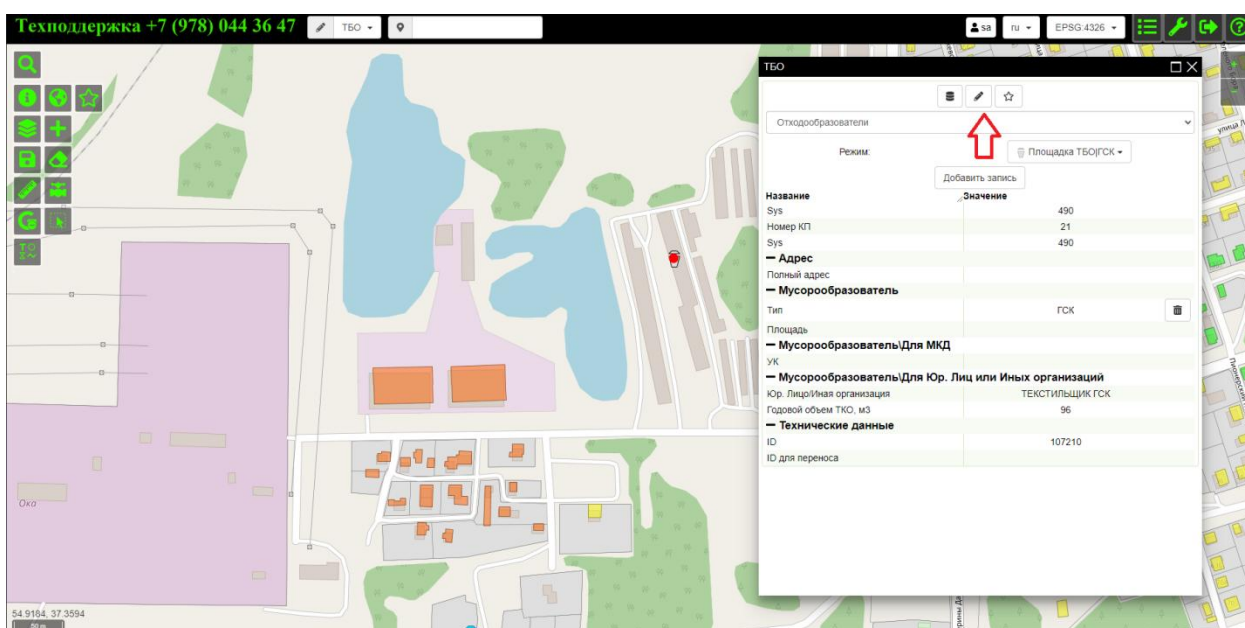 Техподдержка +7 (978) 044 36 47
ТБО
sa
ru
EPSG:4326
ТБО
Отходообразователи
Режим:
Площадка ТБО|ГСК
Добавить запись
Название Значение
Sys 490
Номер КП 21
Sys 490
Адрес
Полный адрес
Мусорообразователь
Тип ГСК
Площадь
Мусорообразователь\Для МКД
УК
Мусорообразователь\Для Юр. Лиц или Иных организаций
Юр. Лицо/Иная организация ТЕКСТИЛЬЩИК ГСК
Годовой объем ТКО, м3 96
Технические данные
ID 107210
ID для переноса
улица
Пионерская
Ока
54.9184, 37.3594
50 m